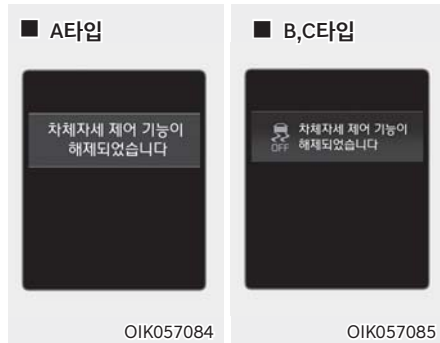 ■ A타입
차체자세 제어 기능이
해제되었습니다
OIK057084
■ B,C타입
OFF
차체자세 제어 기능이
해제되었습니다
OIK057085